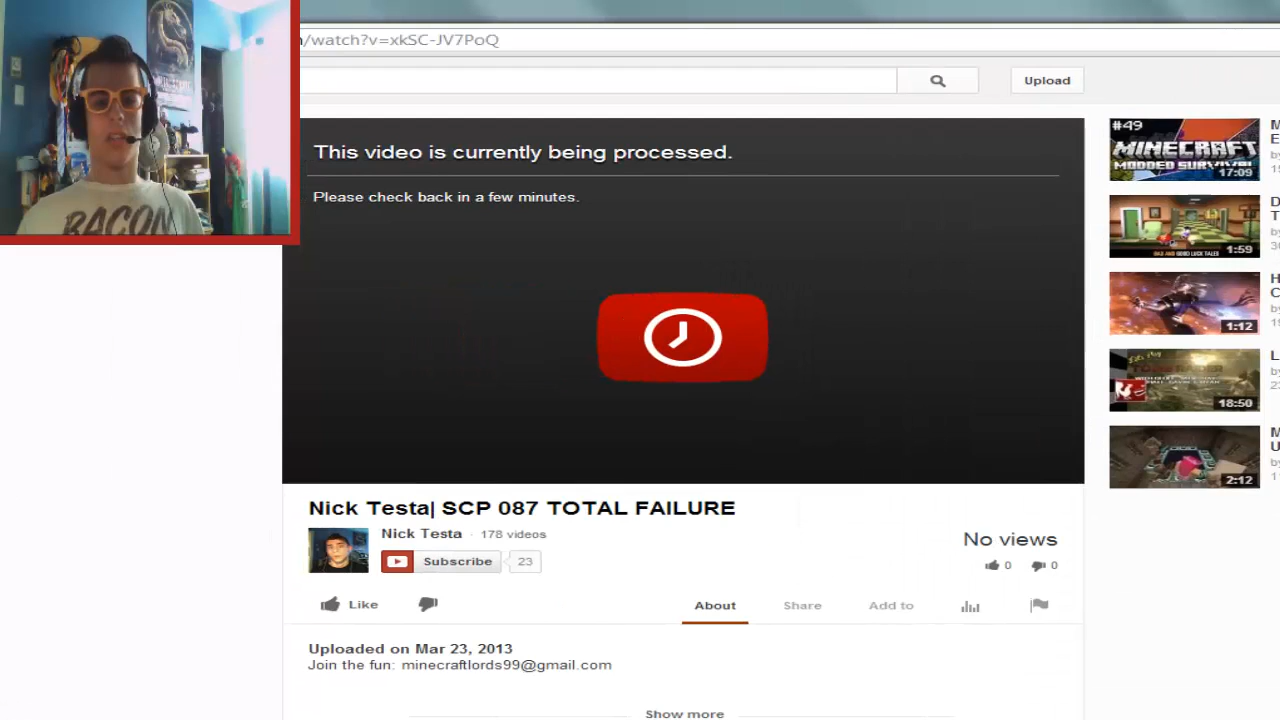 /watch?v=xkSC-JV7PoQ
Upload
This video is currently being processed.
Please check back in a few minutes.
BACON
#49
MINECRAFT
MODDED SURVIVAL
17:09
1:59
1:12
18:50
2:12
Nick Testa| SCP 087 TOTAL FAILURE
Nick Testa · 178 videos
Subscribe 23
No views
0 0
Like
About Share Add to
Uploaded on Mar 23, 2013
Join the fun: minecraftlords99@gmail.com
Show more